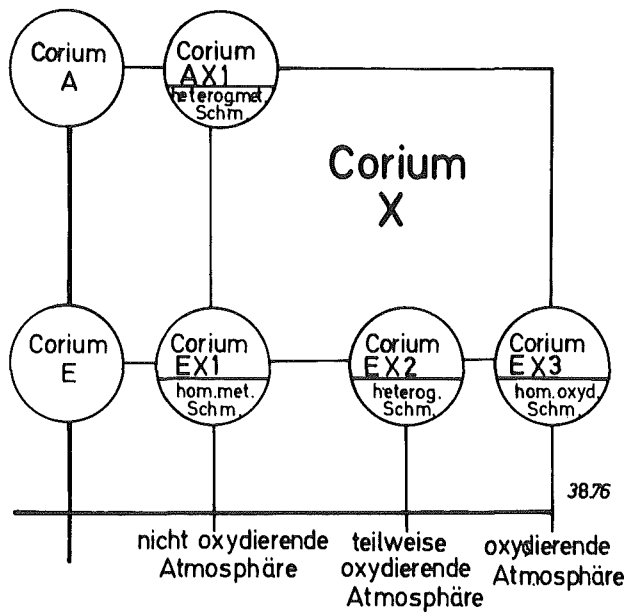 Corium
A
Corium
AX1
heterog.met.
Schm.
Corium
X
Corium
E
Corium
EX1
hom.met.
Schm.
Corium
EX2
heterog.
Schm.
Corium
EX3
hom.oxyd.
Schm.
38.76
nicht oxydierende
Atmosphäre
teilweise
oxydierende
Atmosphäre
oxydierende
Atmosphäre